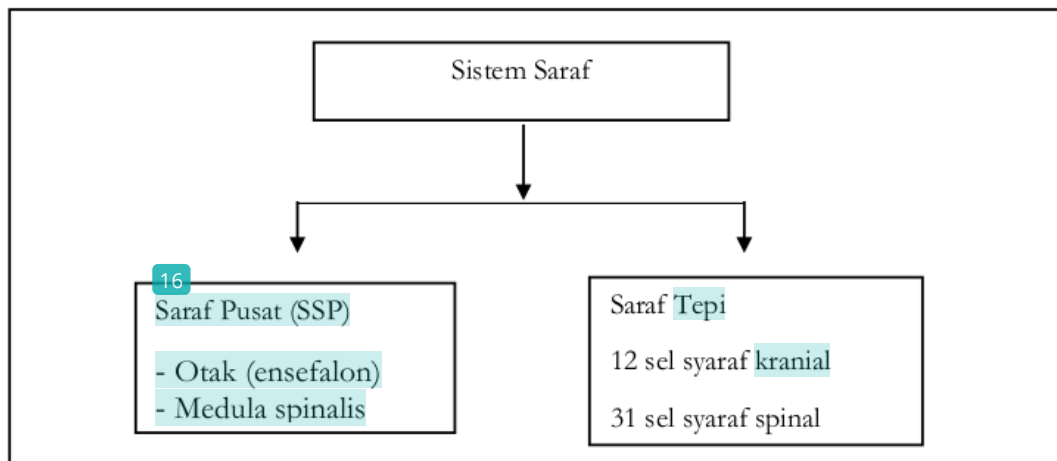 Sistem Saraf
16
Saraf Pusat (SSP)
- Otak (ensefalon)
- Medula spinalis
Saraf Tepi
12 sel syaraf kranial
31 sel syaraf spinal